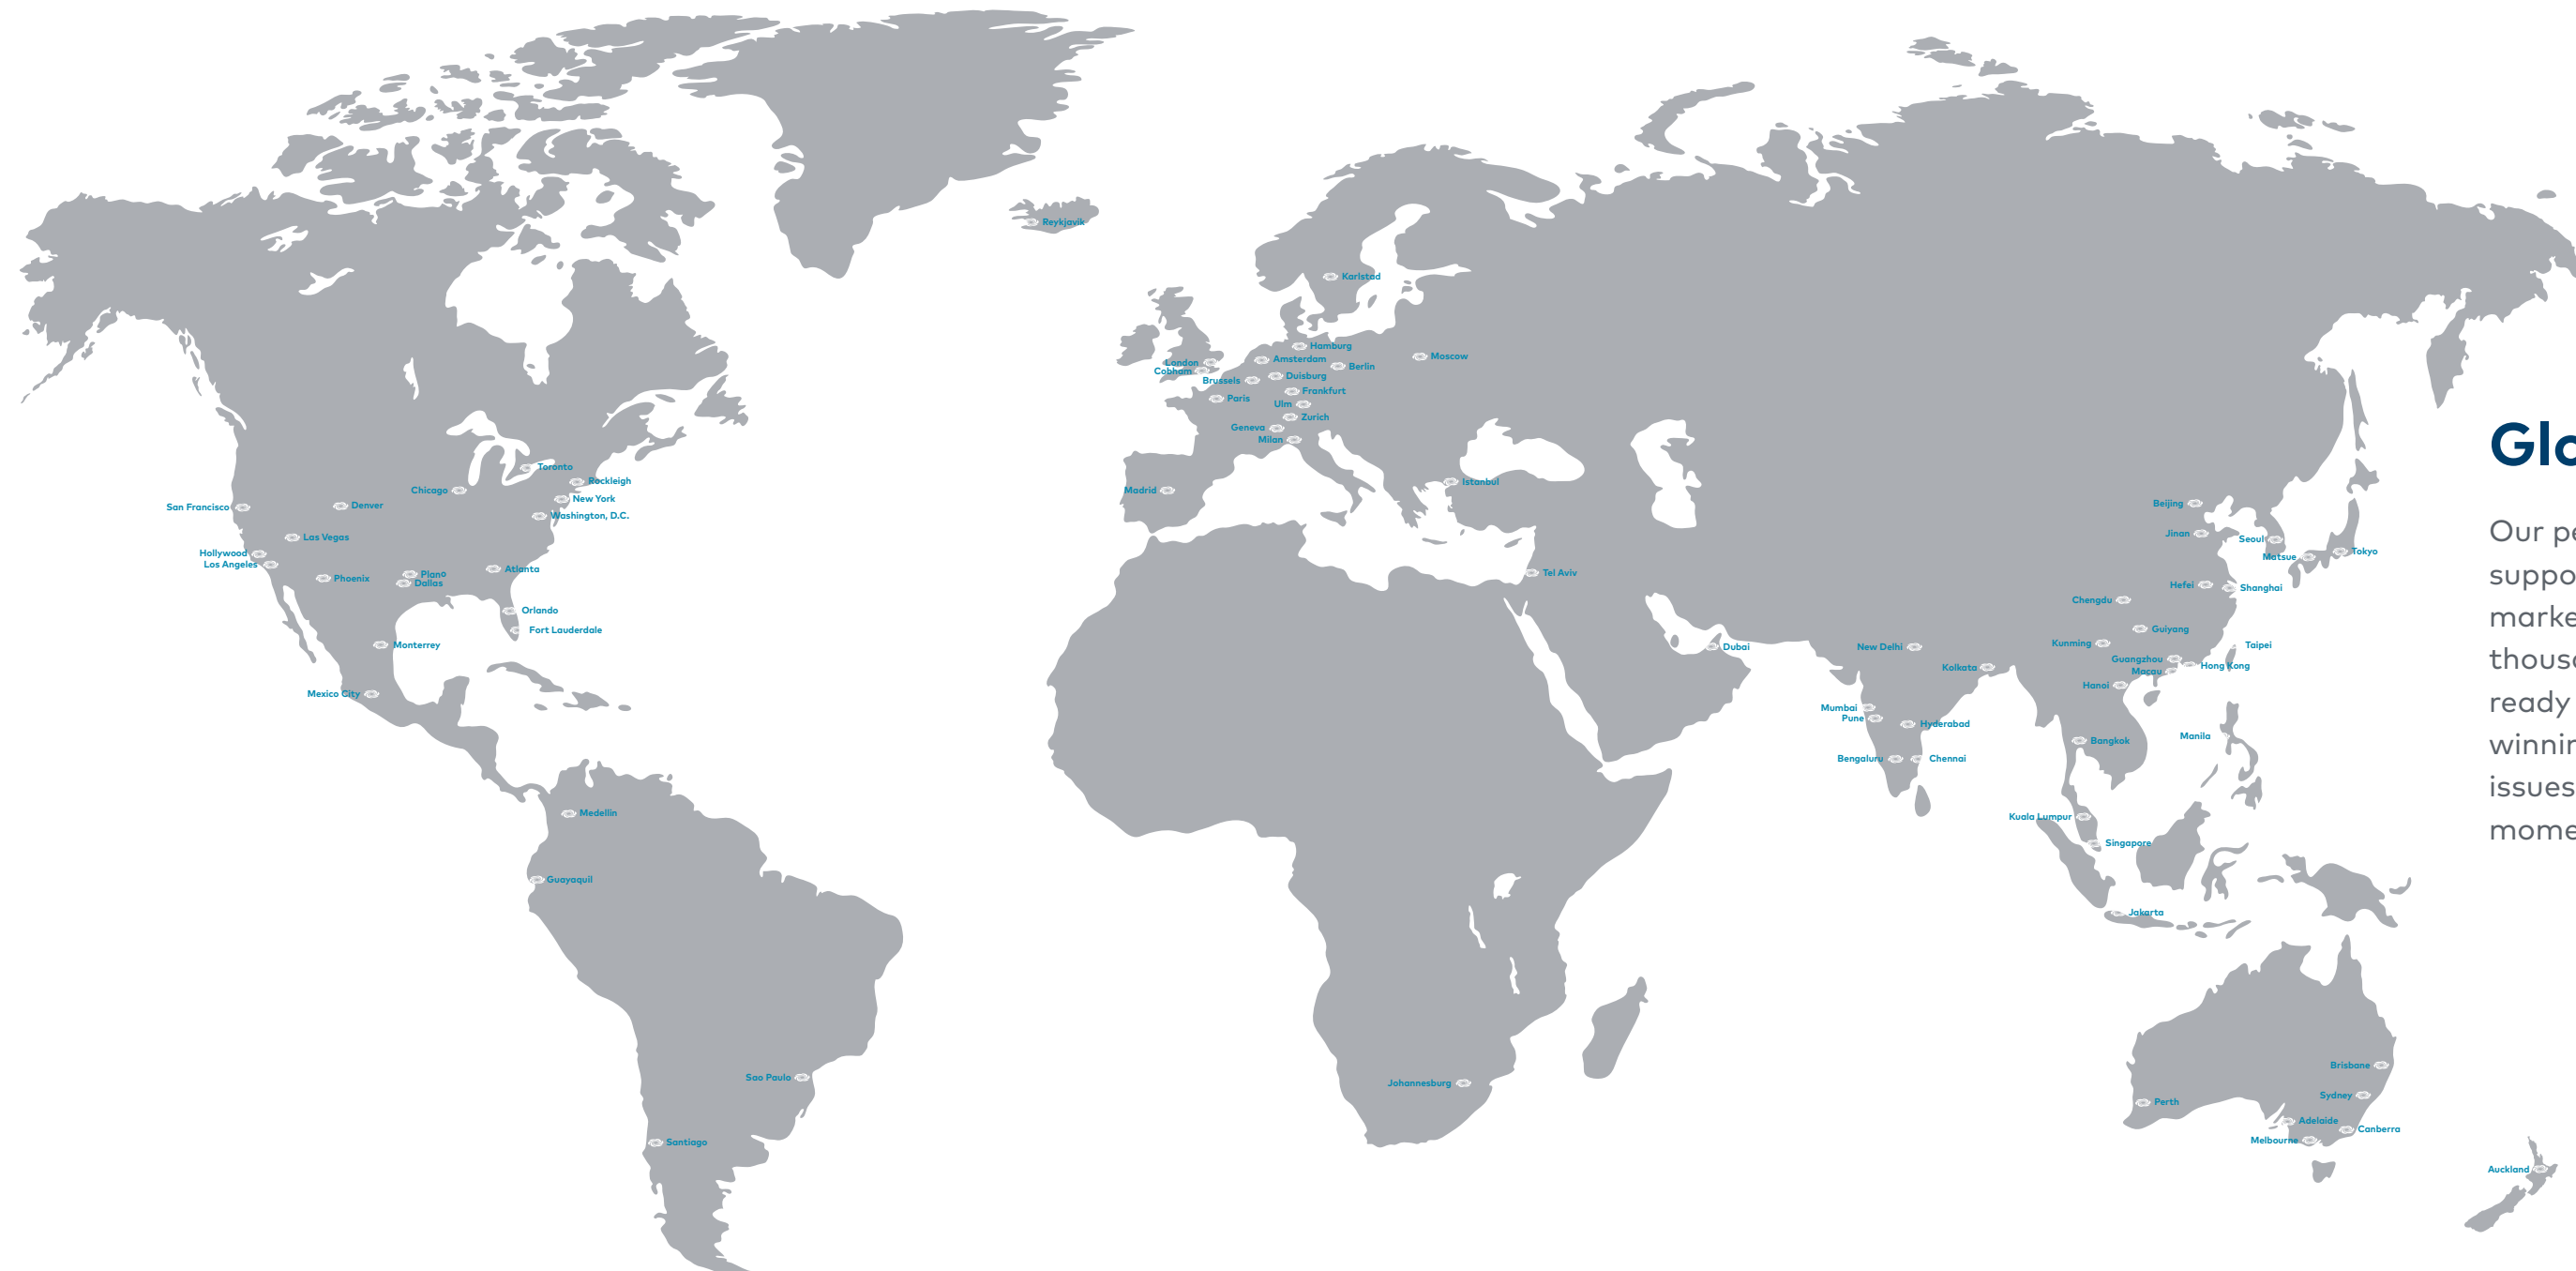 Reykjavik
Karlstad
Hamburg
London
Amsterdam
Moscow
Cobham
Berlin
Brussels
Duisburg
Paris
Frankfurt
Ulm
Zurich
Geneva
Milan
Toronto
Rockleigh
Chicago
New York
San Francisco
Denver
Washington, D.C.
Las Vegas
Hollywood
Los Angeles
Phoenix
Plano
Dallas
Atlanta
Orlando
Fort Lauderdale
Monterrey
Mexico City
Medellin
Guayaquil
Sao Paulo
Santiago
Madrid
Istanbul
Tel Aviv
Dubai
Johannesburg
New Delhi
Kolkata
Mumbai
Pune
Hyderabad
Bengaluru
Chennai
Beijing
Jinan
Seoul
Matsue
Tokyo
Hefei
Shanghai
Chengdu
Guiyang
Kunming
Taipei
Guangzhou
Hong Kong
Macau
Hanoi
Manila
Bangkok
Kuala Lumpur
Singapore
Jakarta
Brisbane
Sydney
Perth
Adelaide
Canberra
Melbourne
Auckland
Glo
Our pe
suppo
marke
thousa
ready
winnin
issues
mome